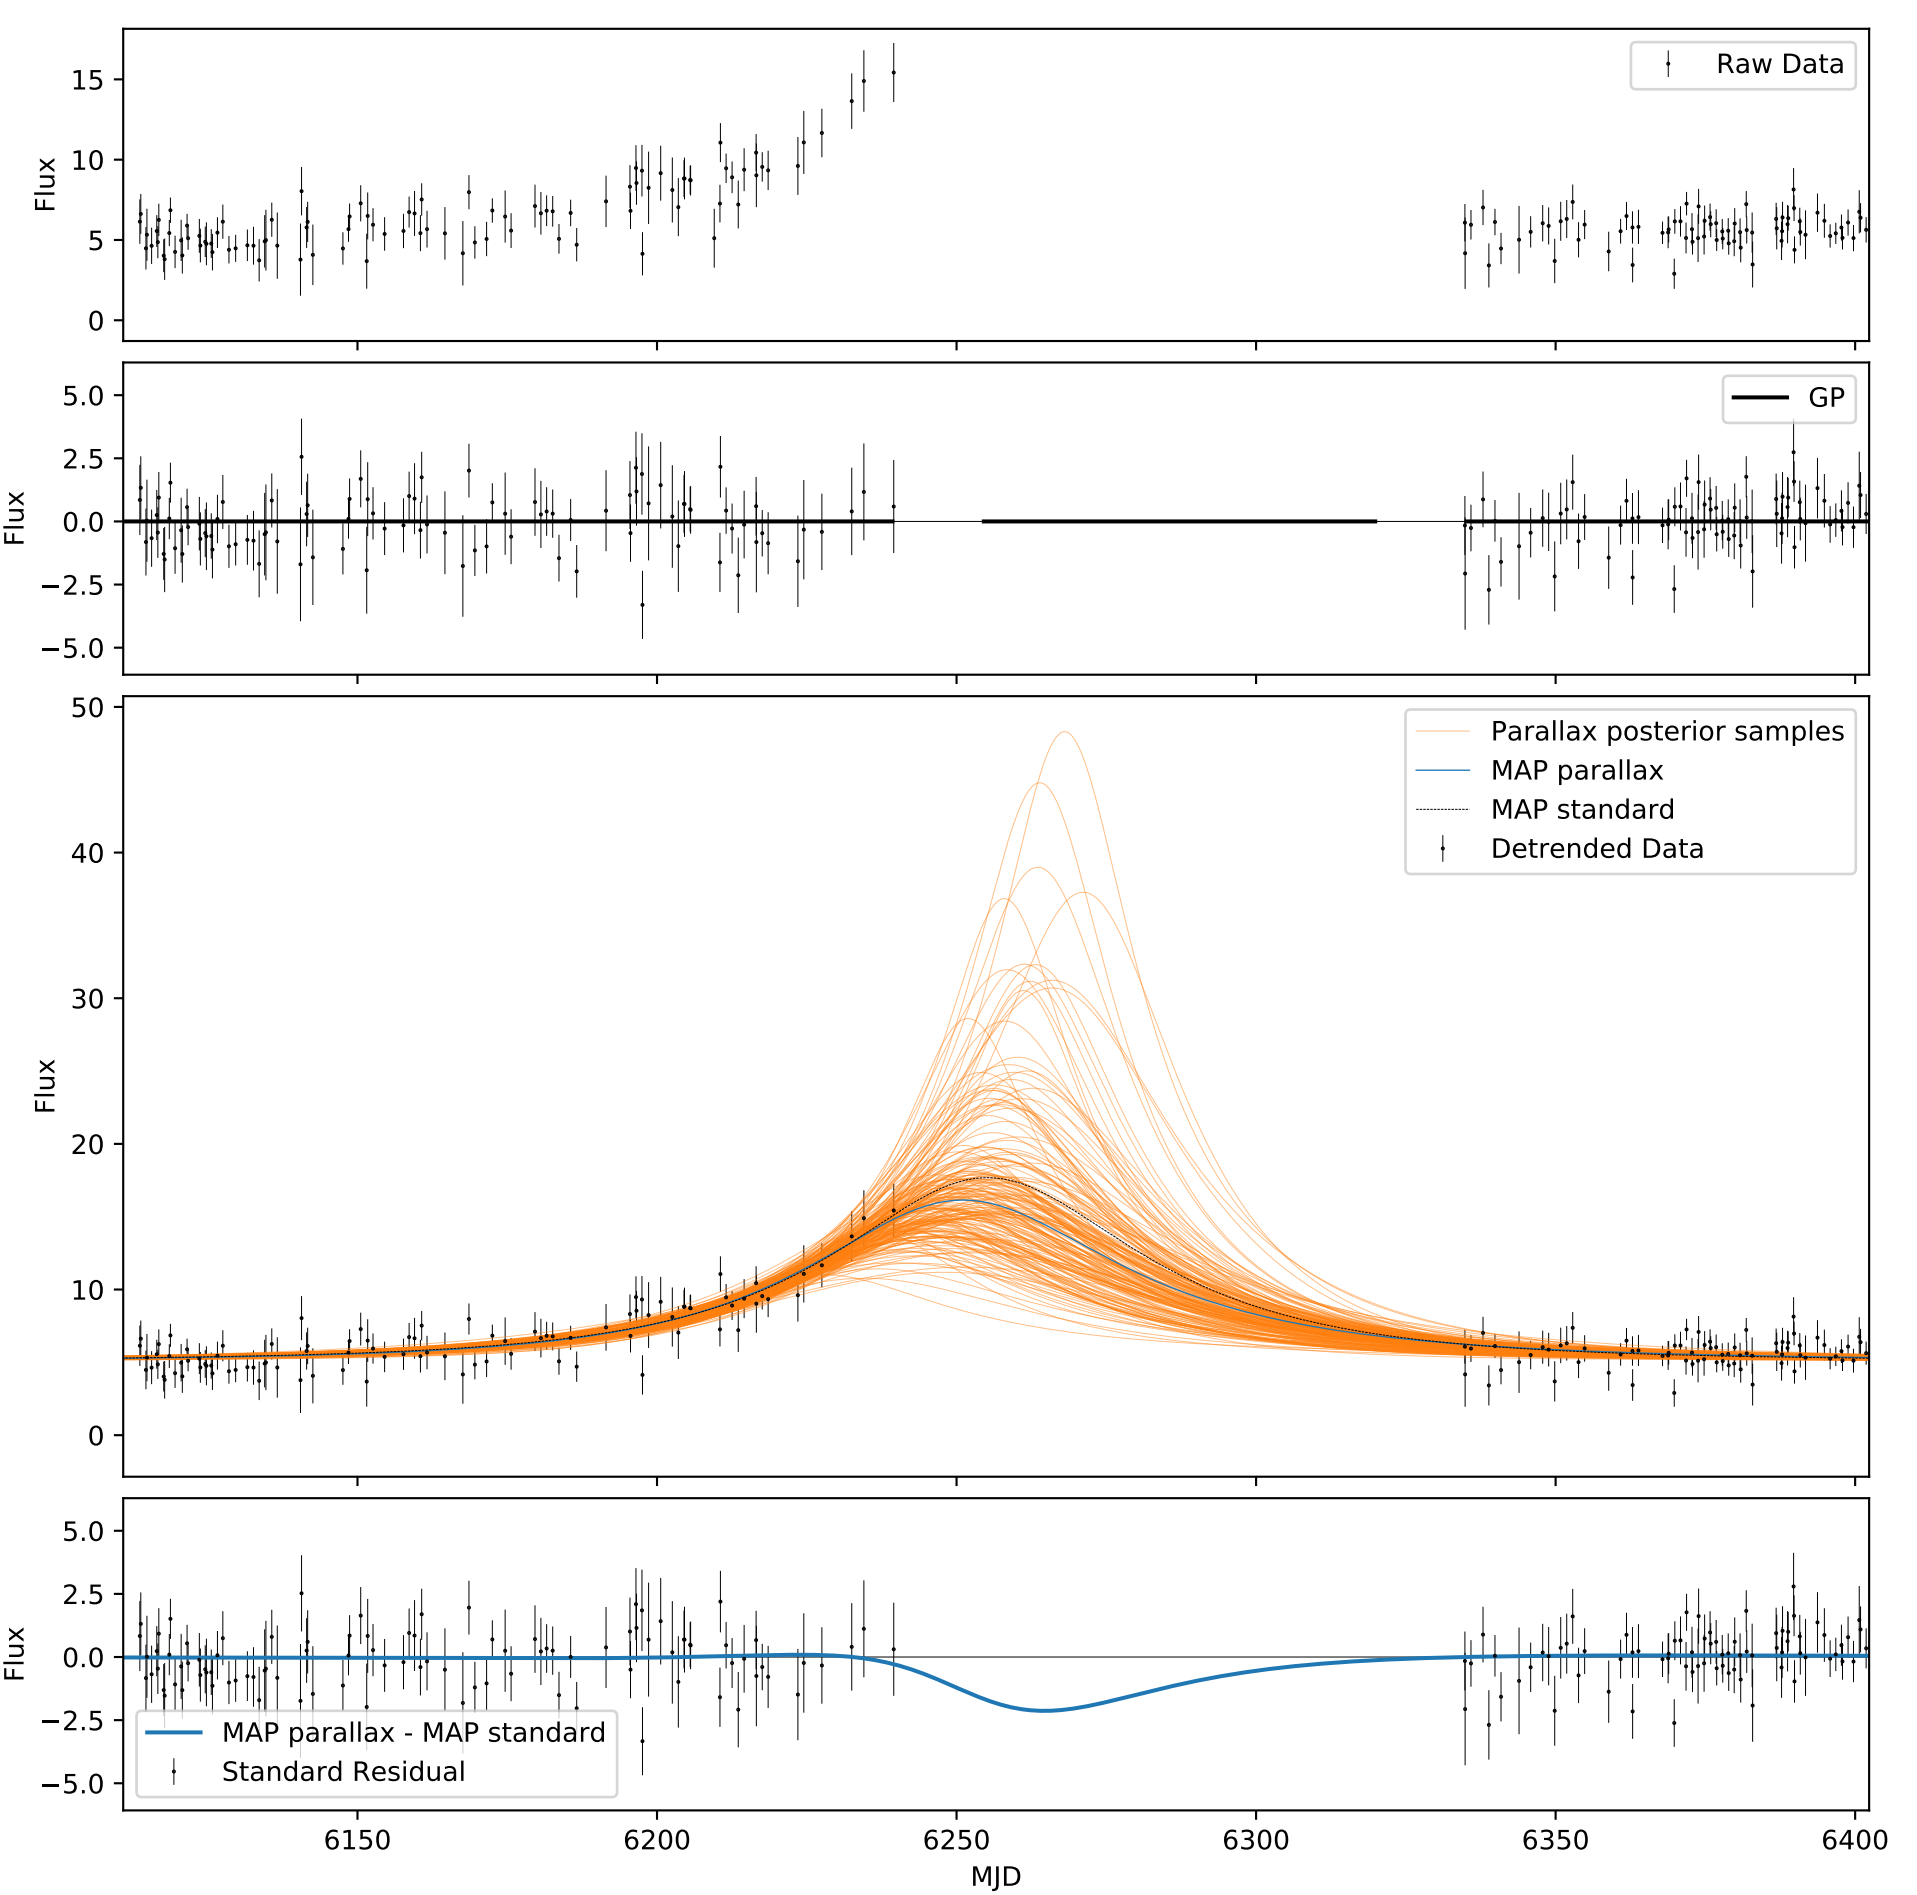 Flux
15
10
5
0
Raw Data
Flux
5.0
2.5
0.0
−2.5
−5.0
GP
Flux
50
40
30
20
10
0
Parallax posterior samples
MAP parallax
MAP standard
Detrended Data
Flux
5.0
2.5
0.0
−2.5
−5.0
MAP parallax - MAP standard
Standard Residual
6150
6200
6250
6300
6350
6400
MJD